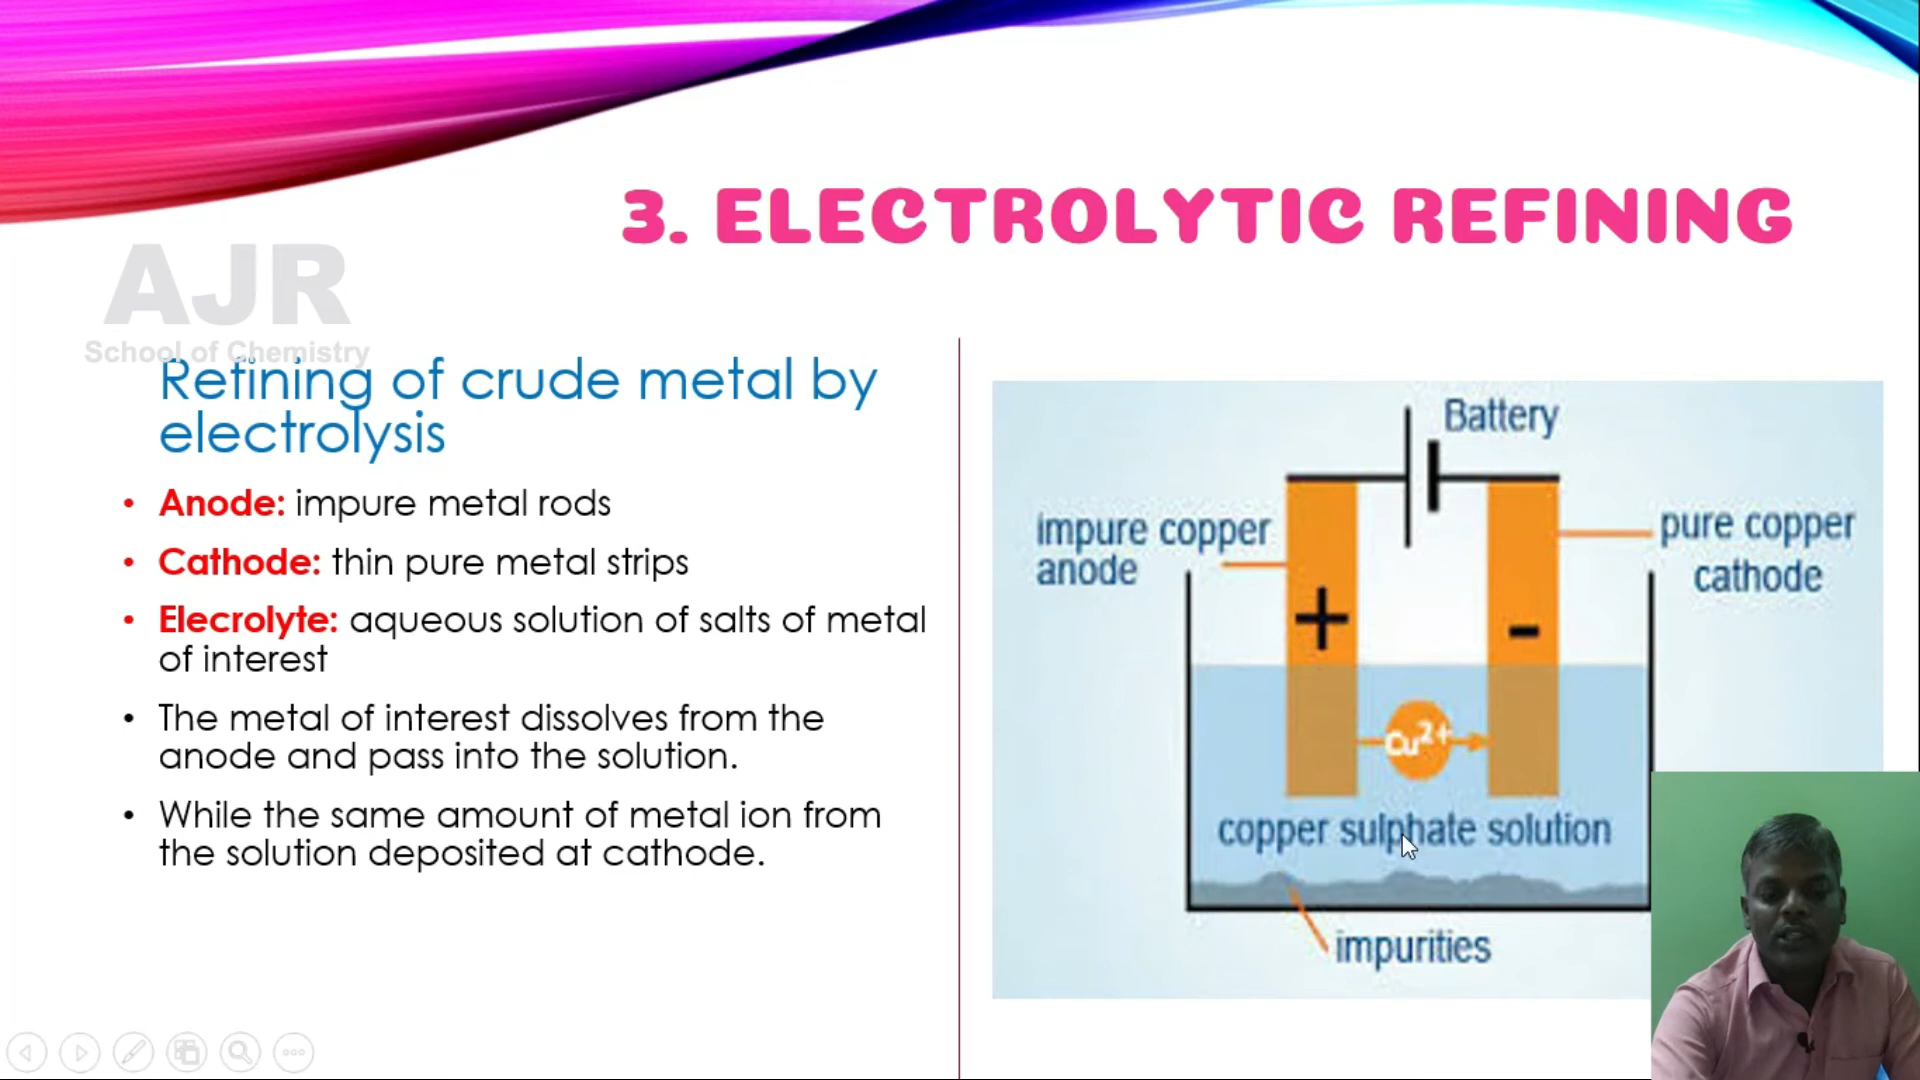 3. ELECTROLYTIC REFINING
AJR
School of Chemistry
Refining of crude metal by
electrolysis
• Anode: impure metal rods
• Cathode: thin pure metal strips
• Elecrolyte: aqueous solution of salts of metal
of interest
• The metal of interest dissolves from the
anode and pass into the solution.
• While the same amount of metal ion from
the solution deposited at cathode.
Battery
impure copper
anode
pure copper
cathode
+
-
Cu²⁺
copper sulphate solution
impurities